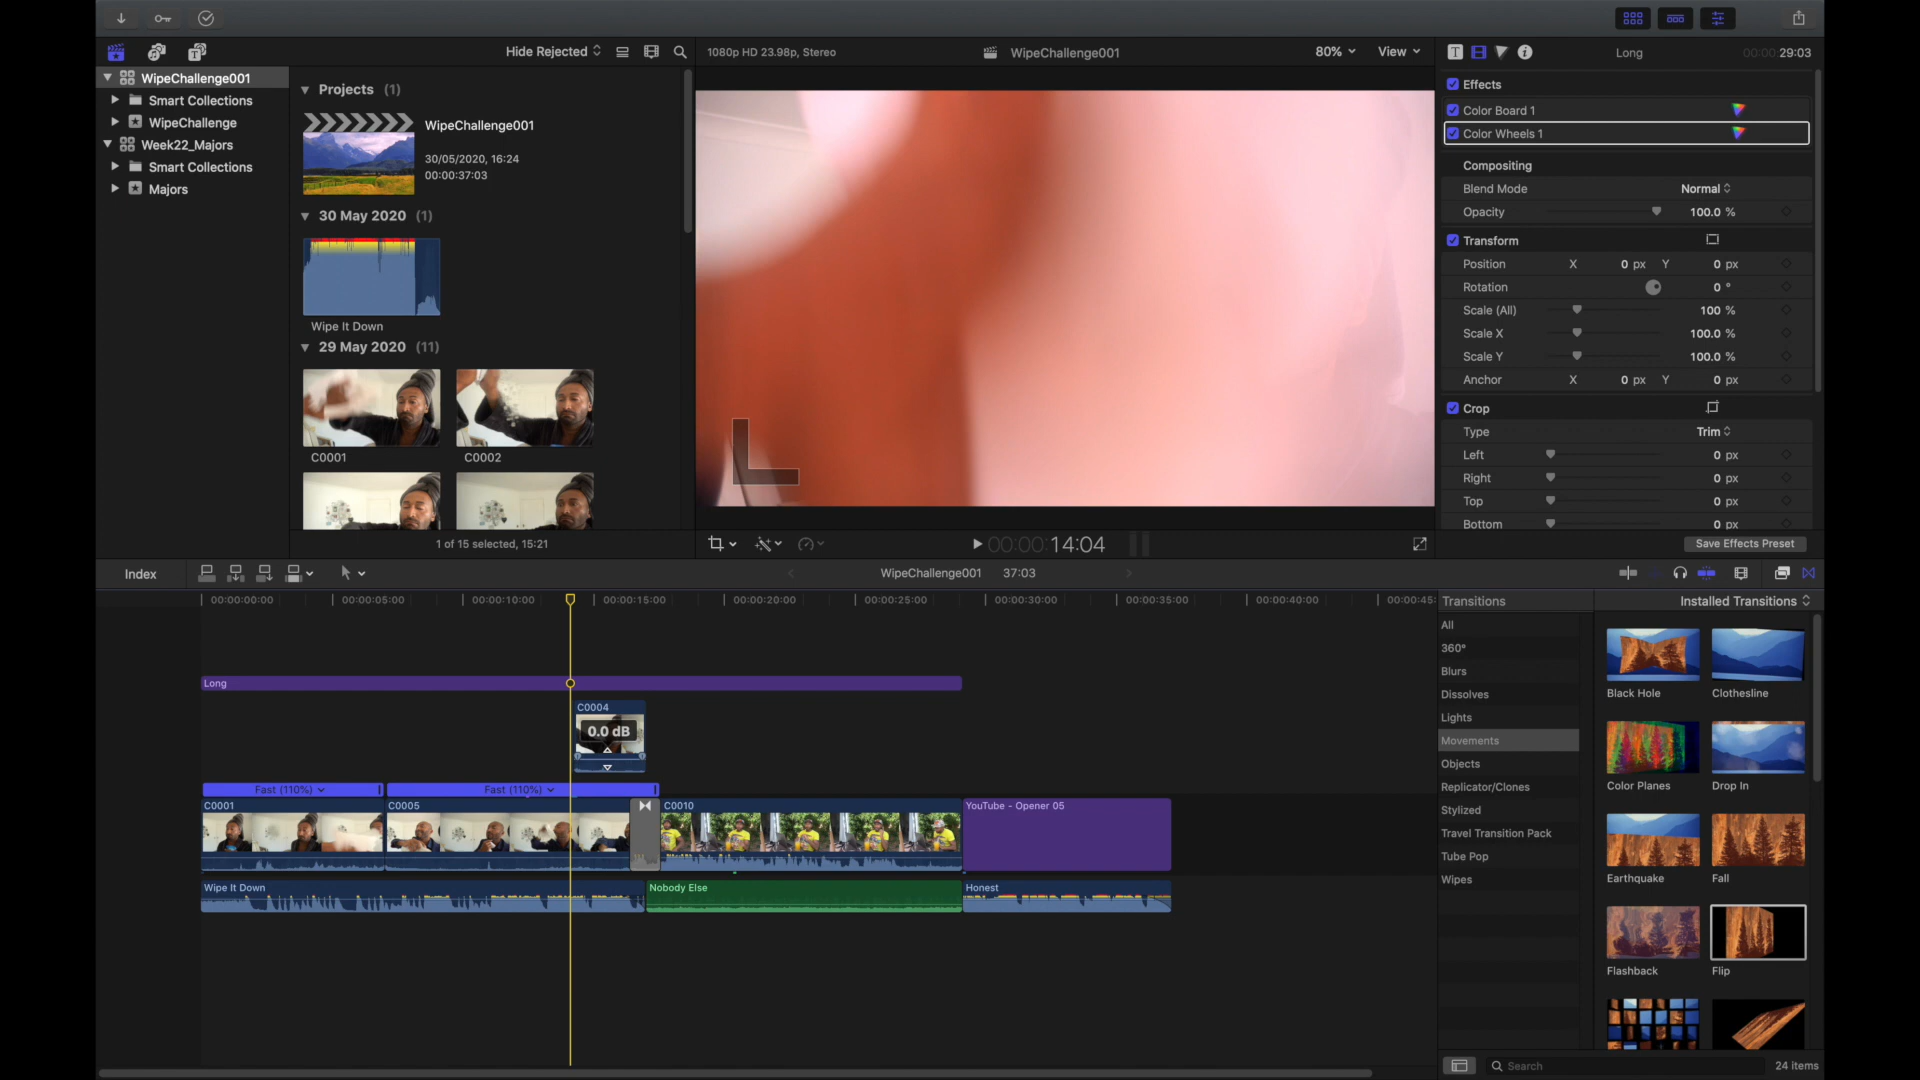 Hide Rejected
1080p HD 23.98p, Stereo
WipeChallenge001
80%
View
Long
00:00:29:03
WipeChallenge001
Smart Collections
WipeChallenge
Week22_Majors
Smart Collections
Majors
Projects (1)
WipeChallenge001
30/05/2020, 16:24
00:00:37:03
30 May 2020 (1)
Wipe It Down
29 May 2020 (11)
C0001
C0002
1 of 15 selected, 15:21
00:00:14:04
Effects
Color Board 1
Color Wheels 1
Compositing
Blend Mode
Normal
Opacity
100.0 %
Transform
Position X 0 px Y 0 px
Rotation 0 °
Scale (All) 100 %
Scale X 100.0 %
Scale Y 100.0 %
Anchor X 0 px Y 0 px
Crop
Type Trim
Left 0 px
Right 0 px
Top 0 px
Bottom 0 px
Save Effects Preset
Index
WipeChallenge001 37:03
00:00:00:00
00:00:05:00
00:00:10:00
00:00:15:00
00:00:20:00
00:00:25:00
00:00:30:00
00:00:35:00
00:00:40:00
00:00:45:
Long
C0004
0.0 dB
Fast (110%)
Fast (110%)
C0001
C0005
C0010
YouTube - Opener 05
Wipe It Down
Nobody Else
Honest
Transitions
Installed Transitions
All
360°
Blurs
Dissolves
Lights
Movements
Objects
Replicator/Clones
Stylized
Travel Transition Pack
Tube Pop
Wipes
Black Hole
Clothesline
Color Planes
Drop In
Earthquake
Fall
Flashback
Flip
Search
24 items